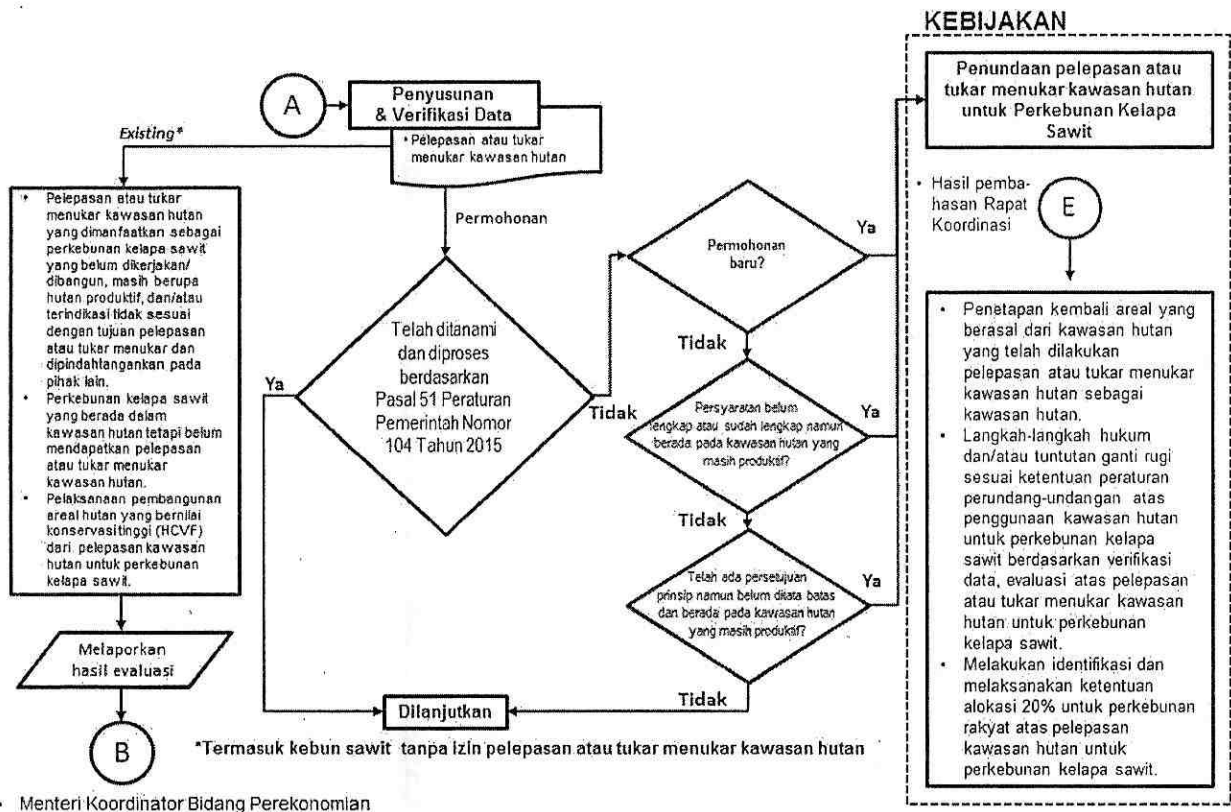 KEBIJAKAN
A
Penyusunan
& Verifikasi Data
• Pelepasan atau tukar
menukar kawasan hutan
Existing*
Permohonan
• Pelepasan atau tukar
menukar kawasan hutan
yang dimanfaatkan sebagai
perkebunan kelapa sawit
yang belum dikerjakan/
dibangun, masih berupa
hutan produktif, dan/atau
terindikasi tidak sesuai
dengan tujuan pelepasan
atau tukar menukar dan
dipindahtangankan pada
pihak lain.
• Perkebunan kelapa sawit
yang berada dalam
kawasan hutan tetapi belum
mendapatkan pelepasan
atau tukar menukar
kawasan hutan.
• Pelaksanaan pembangunan
areal hutan yang bernilai
konservasi tinggi (HCVF)
dari pelepasan kawasan
hutan untuk perkebunan
kelapa sawit.
Melaporkan
hasil evaluasi
B
• Menteri Koordinator Bidang Perekonomian
Telah ditanami
dan diproses
berdasarkan
Pasal 51 Peraturan
Pemerintah Nomor
104 Tahun 2015
Ya
Tidak
Permohonan
baru?
Ya
Tidak
Persyaratan belum
lengkap atau sudah lengkap namun
berada pada kawasan hutan yang
masih produktif?
Ya
Tidak
Telah ada persetujuan
prinsip namun belum ditata batas
dan berada pada kawasan hutan
yang masih produktif?
Ya
Tidak
Dilanjutkan
*Termasuk kebun sawit tanpa izin pelepasan atau tukar menukar kawasan hutan
Penundaan pelepasan atau
tukar menukar kawasan hutan
untuk Perkebunan Kelapa
Sawit
• Hasil pemba-
hasan Rapat
Koordinasi
E
• Penetapan kembali areal yang
berasal dari kawasan hutan
yang telah dilakukan
pelepasan atau tukar menukar
kawasan hutan sebagai
kawasan hutan.
• Langkah-langkah hukum
dan/atau tuntutan ganti rugi
sesuai ketentuan peraturan
perundang-undangan atas
penggunaan kawasan hutan
untuk perkebunan kelapa
sawit berdasarkan verifikasi
data, evaluasi atas pelepasan
atau tukar menukar kawasan
hutan untuk perkebunan
kelapa sawit.
• Melakukan identifikasi dan
melaksanakan ketentuan
alokasi 20% untuk perkebunan
rakyat atas pelepasan
kawasan hutan untuk
perkebunan kelapa sawit.